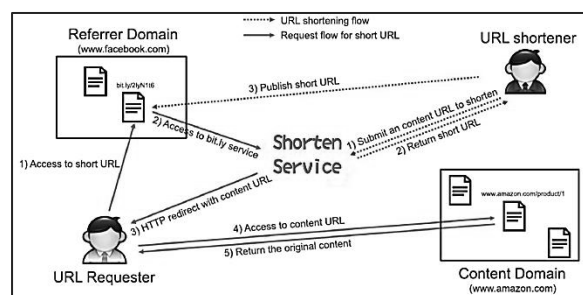 URL shortening flow
Request flow for short URL
Referrer Domain
(www.facebook.com)
URL shortener
bit.ly/2IyN1t6
3) Publish short URL
2) Access to bit.ly service
1) Submit an content URL to shorten
2) Return short URL
Shorten
Service
1) Access to short URL
3) HTTP redirect with content URL
www.amazon.com/product/1
4) Access to content URL
5) Return the original content
URL Requester
Content Domain
(www.amazon.com)